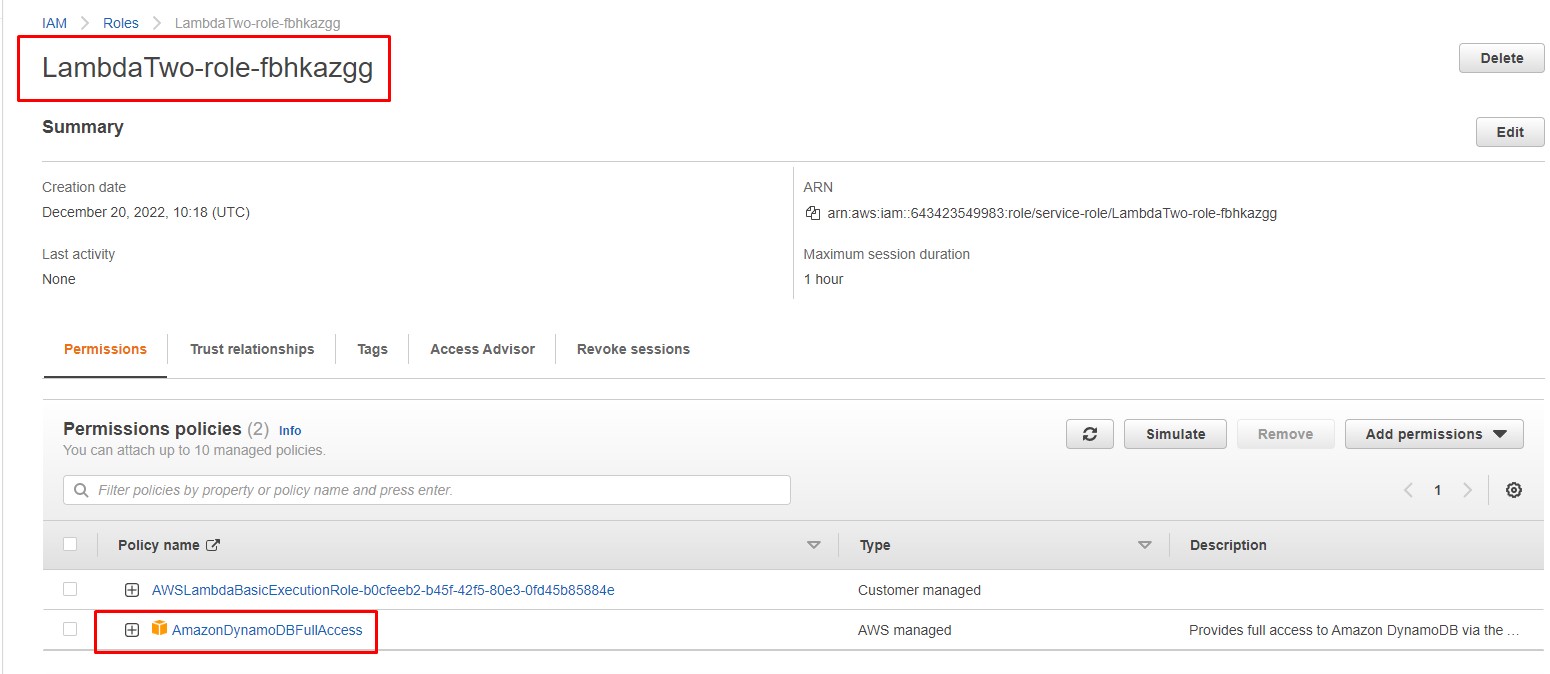 IAM > Roles > LambdaTwo-role-fbhkazgg
LambdaTwo-role-fbhkazgg
Delete
Summary
Edit
Creation date
December 20, 2022, 10:18 (UTC)
ARN
arn:aws:iam::643423549983:role/service-role/LambdaTwo-role-fbhkazgg
Last activity
None
Maximum session duration
1 hour
Permissions
Trust relationships
Tags
Access Advisor
Revoke sessions
Permissions policies (2) Info
You can attach up to 10 managed policies.
Simulate
Remove
Add permissions
Filter policies by property or policy name and press enter.
1
Policy name
Type
Description
AWSLambdaBasicExecutionRole-b0cfeeb2-b45f-42f5-80e3-0fd45b85884e
Customer managed
AmazonDynamoDBFullAccess
AWS managed
Provides full access to Amazon DynamoDB via the ...